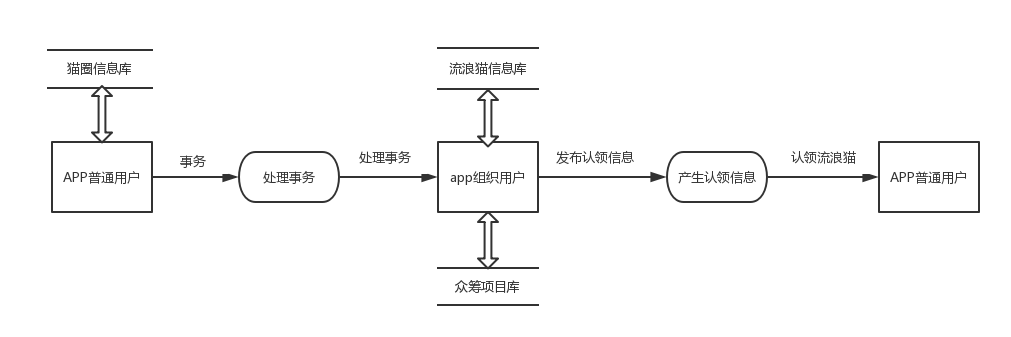 猫圈信息库
流浪猫信息库
APP普通用户
事务
处理事务
处理事务
app组织用户
发布认领信息
产生认领信息
认领流浪猫
APP普通用户
众筹项目库